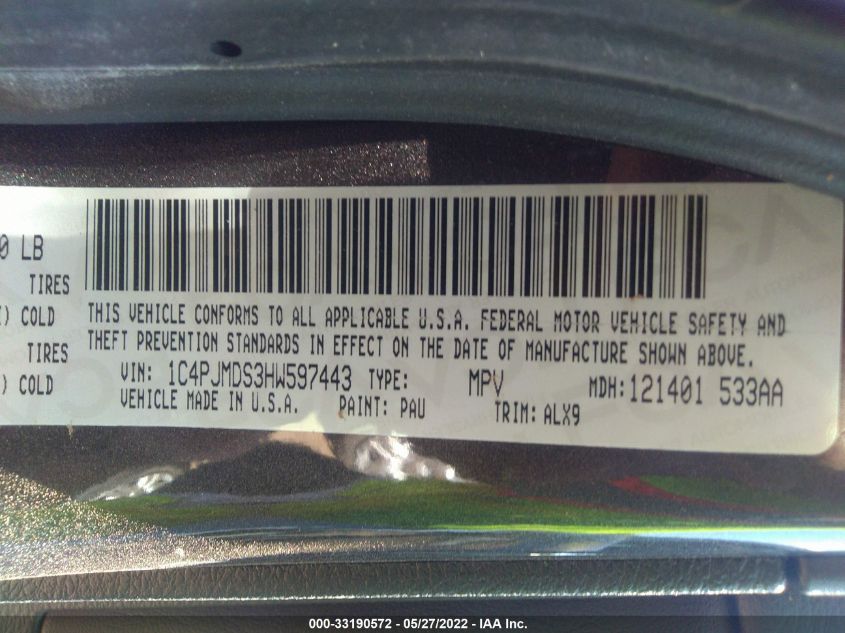 0 LB
TIRES
) COLD
TIRES
) COLD
THIS VEHICLE CONFORMS TO ALL APPLICABLE U.S.A. FEDERAL MOTOR VEHICLE SAFETY AND
THEFT PREVENTION STANDARDS IN EFFECT ON THE DATE OF MANUFACTURE SHOWN ABOVE.
VIN: 1C4PJMDS3HW597443 TYPE: MPV MDH:121401 533AA
VEHICLE MADE IN U.S.A. PAINT: PAU TRIM: ALX9
000-33190572 / 05/27/2022 - IAA Inc.